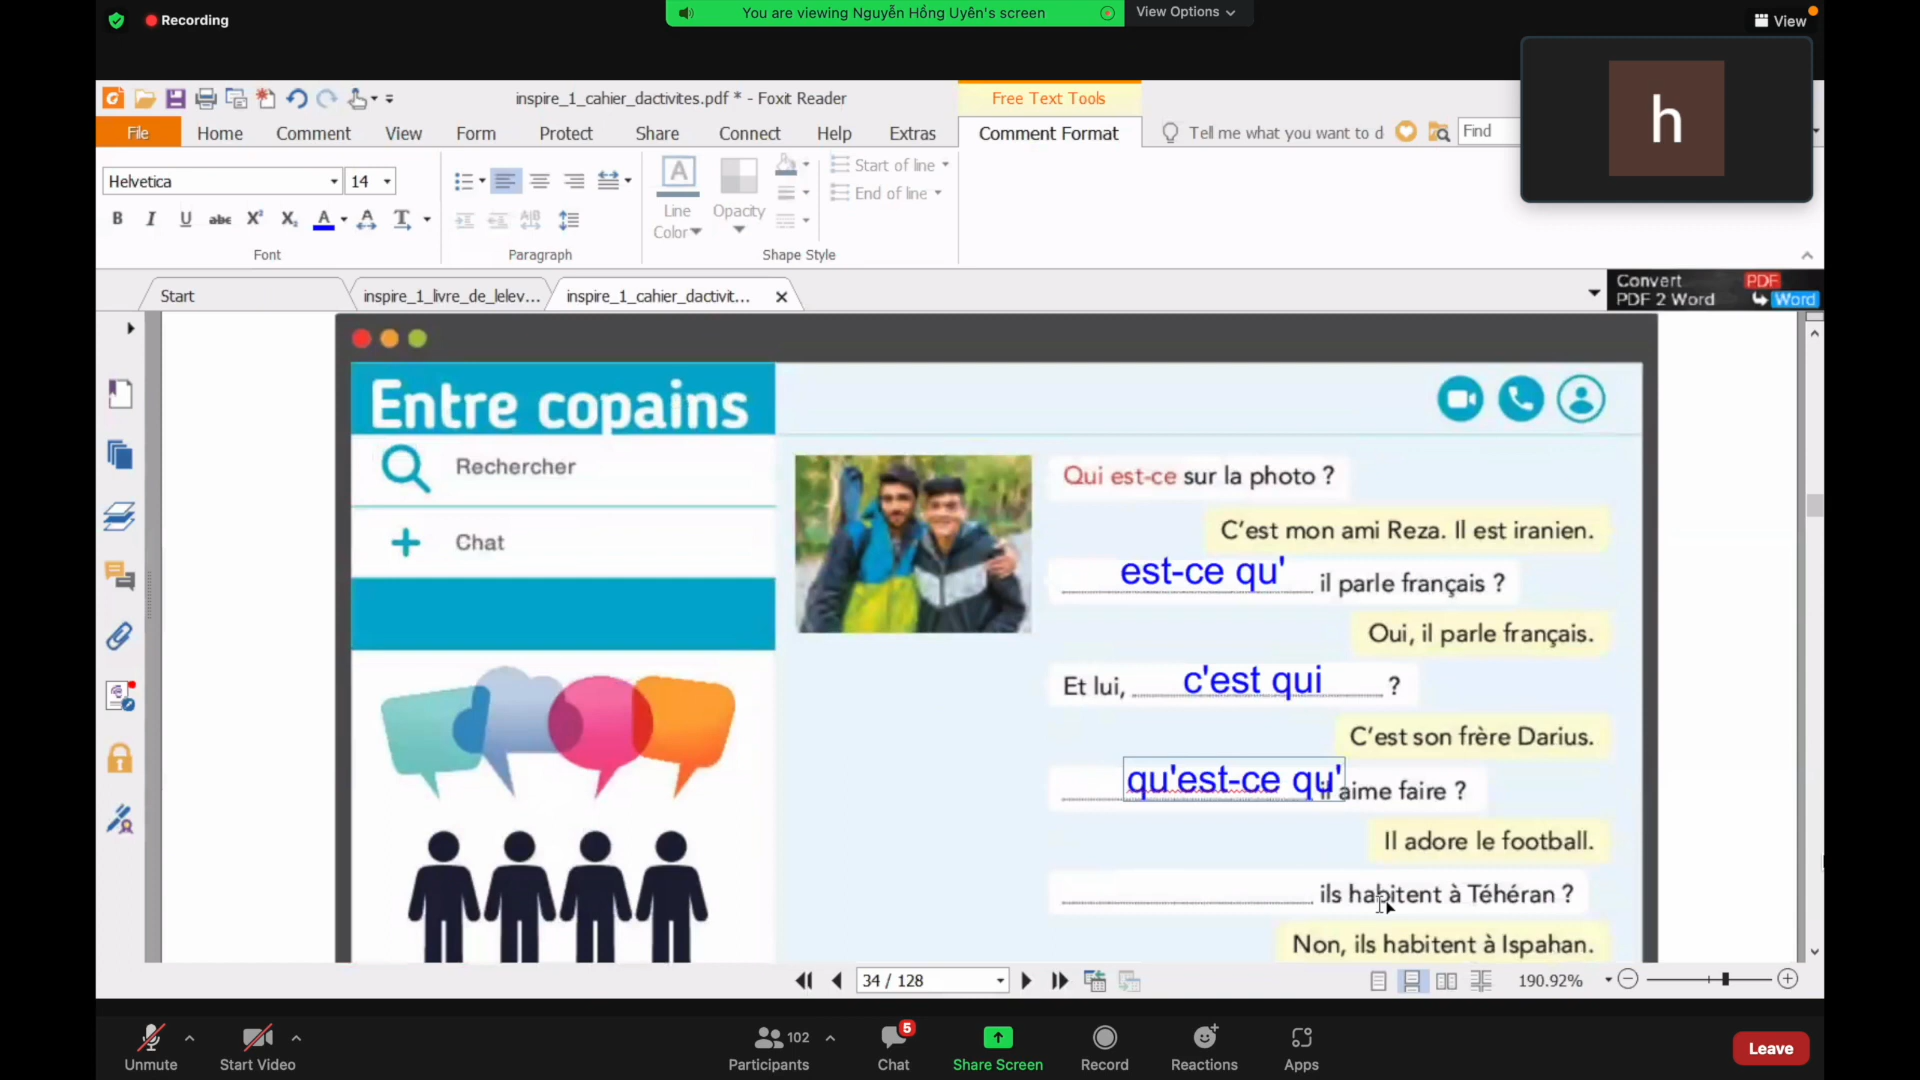 Recording
You are viewing Nguyễn Hồng Uyên's screen
View Options
View
h
inspire_1_cahier_dactivites.pdf * - Foxit Reader
Free Text Tools
File
Home
Comment
View
Form
Protect
Share
Connect
Help
Extras
Comment Format
Tell me what you want to d
Find
Helvetica
14
Start of line
End of line
Line
Color
Opacity
Font
Paragraph
Shape Style
Start
inspire_1_livre_de_lelev...
inspire_1_cahier_dactivit...
Convert PDF
PDF 2 Word Word
Entre copains
Rechercher
Chat
Qui est-ce sur la photo ?
C'est mon ami Reza. Il est iranien.
est-ce qu' il parle français ?
Oui, il parle français.
Et lui, c'est qui ?
C'est son frère Darius.
qu'est-ce qu' il aime faire ?
Il adore le football.
ils habitent à Téhéran ?
Non, ils habitent à Ispahan.
34 / 128
190.92%
Unmute
Start Video
102
Participants
5
Chat
Share Screen
Record
Reactions
Apps
Leave